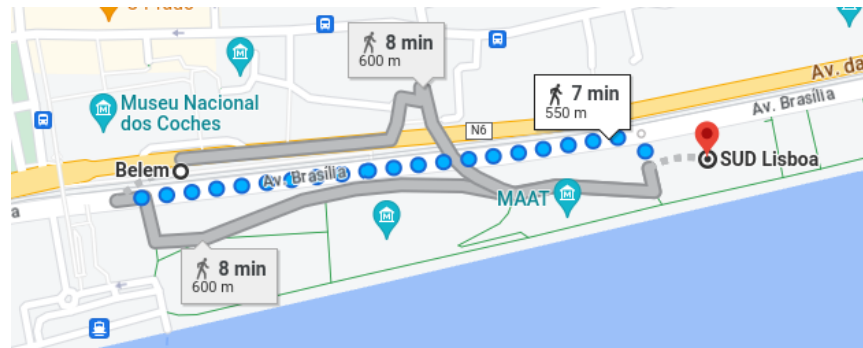 8 min
600 m
7 min
550 m
Av. da
Av. Brasília
Museu Nacional
dos Coches
N6
Belem
Av. Brasília
SUD Lisboa
MAAT
8 min
600 m